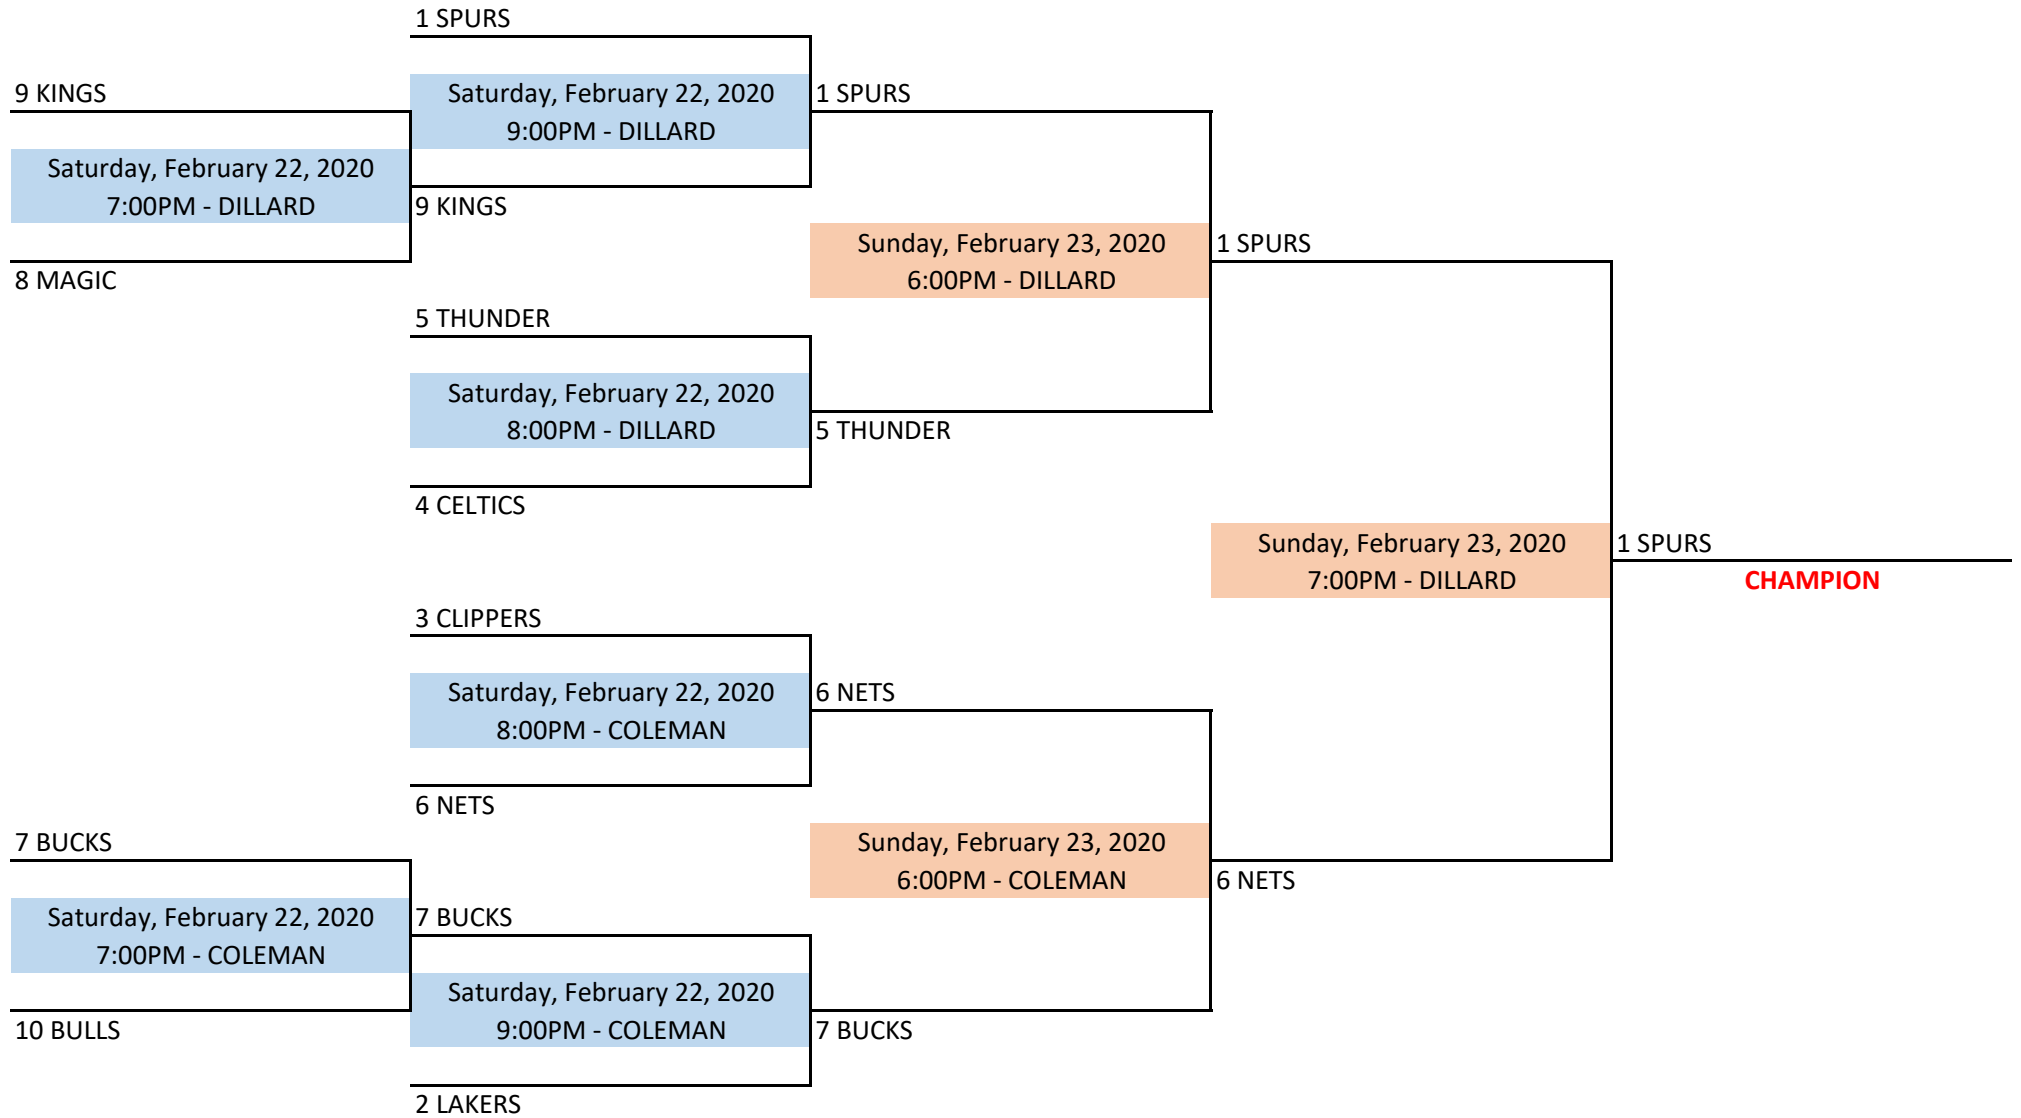 1 SPURS
9 KINGS
Saturday, February 22, 2020
9:00PM - DILLARD
1 SPURS
Saturday, February 22, 2020
7:00PM - DILLARD
9 KINGS
8 MAGIC
Sunday, February 23, 2020
6:00PM - DILLARD
1 SPURS
5 THUNDER
Saturday, February 22, 2020
8:00PM - DILLARD
5 THUNDER
4 CELTICS
Sunday, February 23, 2020
7:00PM - DILLARD
1 SPURS
CHAMPION
3 CLIPPERS
Saturday, February 22, 2020
8:00PM - COLEMAN
6 NETS
6 NETS
7 BUCKS
Sunday, February 23, 2020
6:00PM - COLEMAN
6 NETS
Saturday, February 22, 2020
7:00PM - COLEMAN
7 BUCKS
10 BULLS
Saturday, February 22, 2020
9:00PM - COLEMAN
7 BUCKS
2 LAKERS